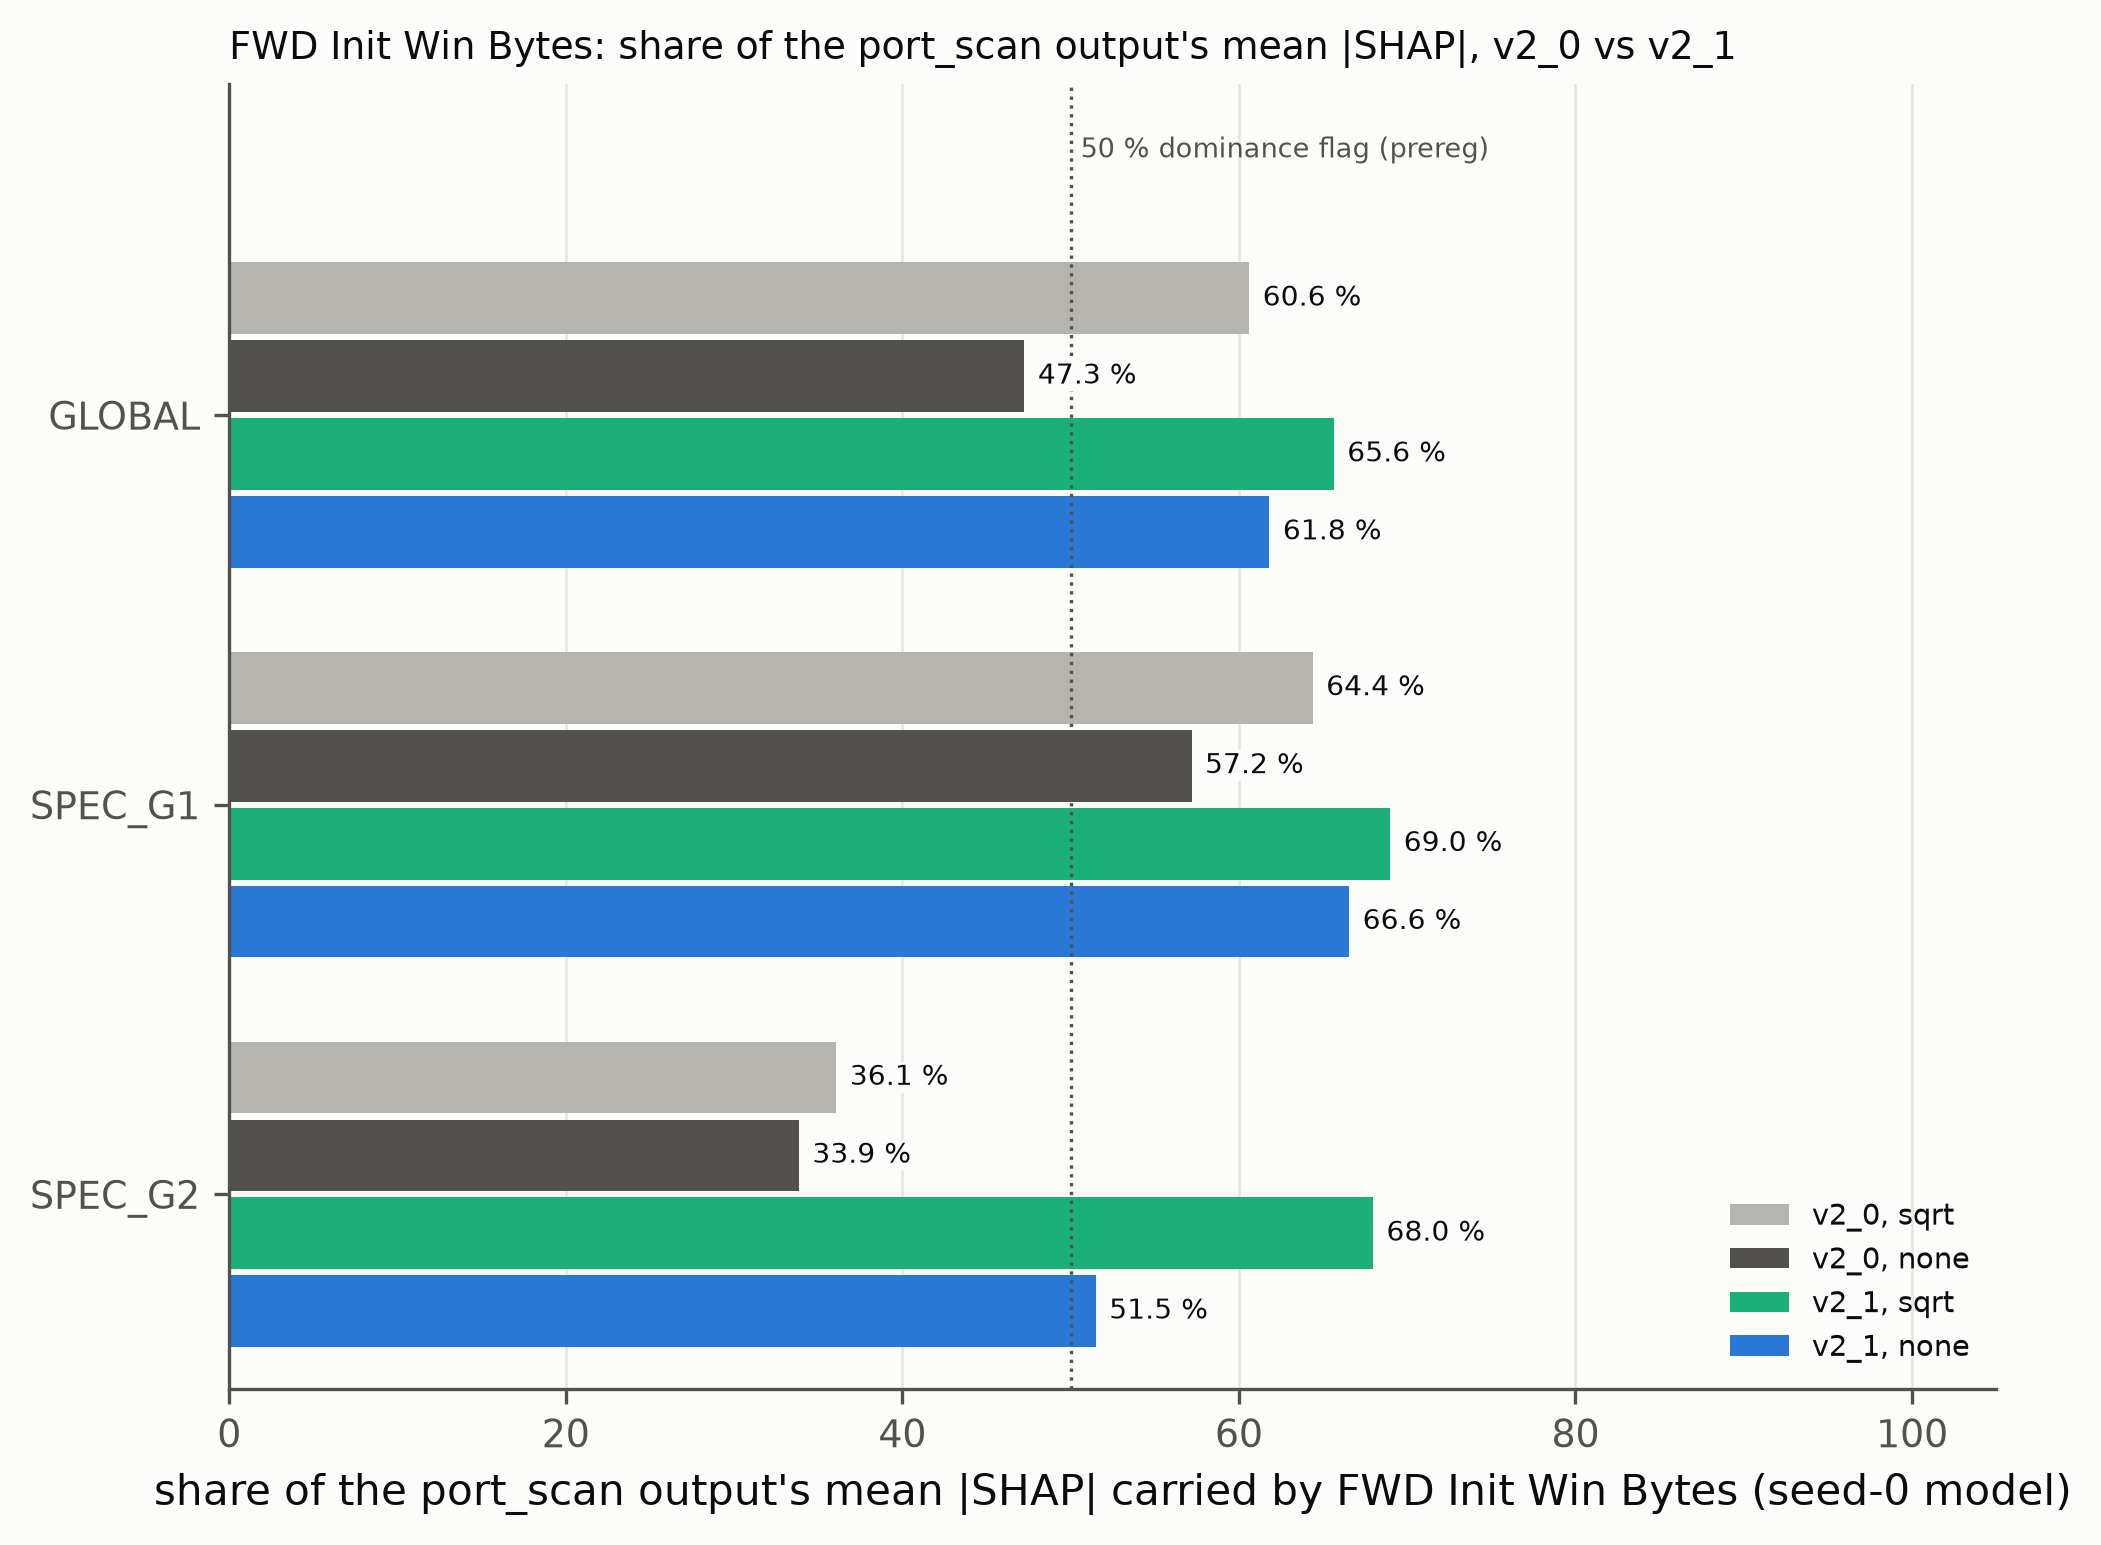 FWD Init Win Bytes: share of the port_scan output's mean |SHAP|, v2_0 vs v2_1
50 % dominance flag (prereg)
GLOBAL
60.6 %
47.3 %
65.6 %
61.8 %
SPEC_G1
64.4 %
57.2 %
69.0 %
66.6 %
SPEC_G2
36.1 %
33.9 %
68.0 %
51.5 %
v2_0, sqrt
v2_0, none
v2_1, sqrt
v2_1, none
0 20 40 60 80 100
share of the port_scan output's mean |SHAP| carried by FWD Init Win Bytes (seed-0 model)